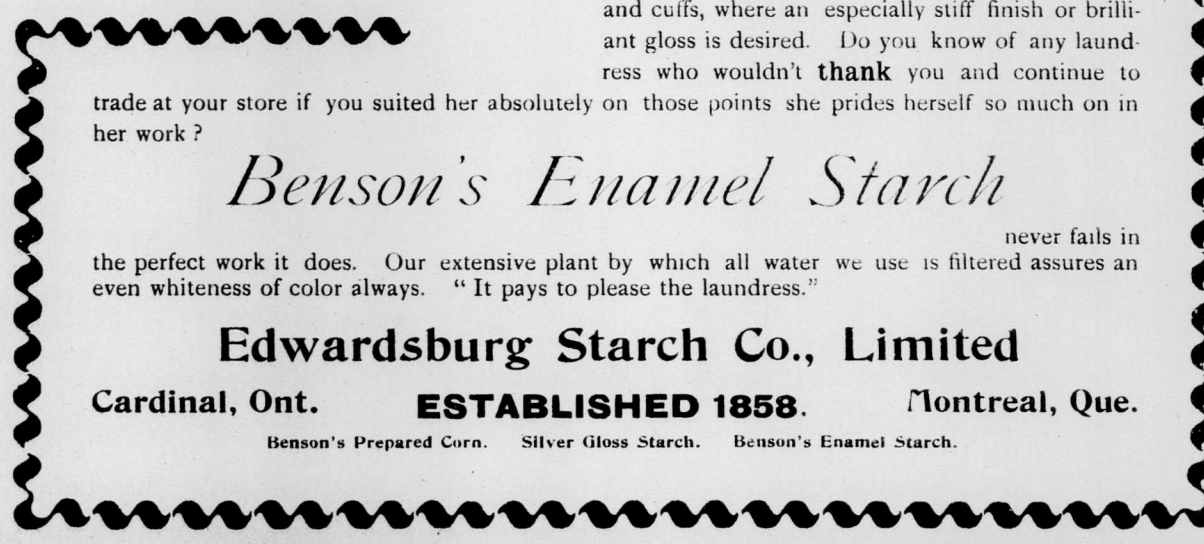 and cuffs, where an especially stiff finish or brilli-
ant gloss is desired. Do you know of any laund-
ress who wouldn't thank you and continue to
trade at your store if you suited her absolutely on those points she prides herself so much on in
her work ?
Benson's Enamel Starch
never fails in
the perfect work it does. Our extensive plant by which all water we use is filtered assures an
even whiteness of color always. “ It pays to please the laundress.”
Edwardsburg Starch Co., Limited
Cardinal, Ont. ESTABLISHED 1858. Montreal, Que.
Benson's Prepared Corn. Silver Gloss Starch. Benson's Enamel Starch.